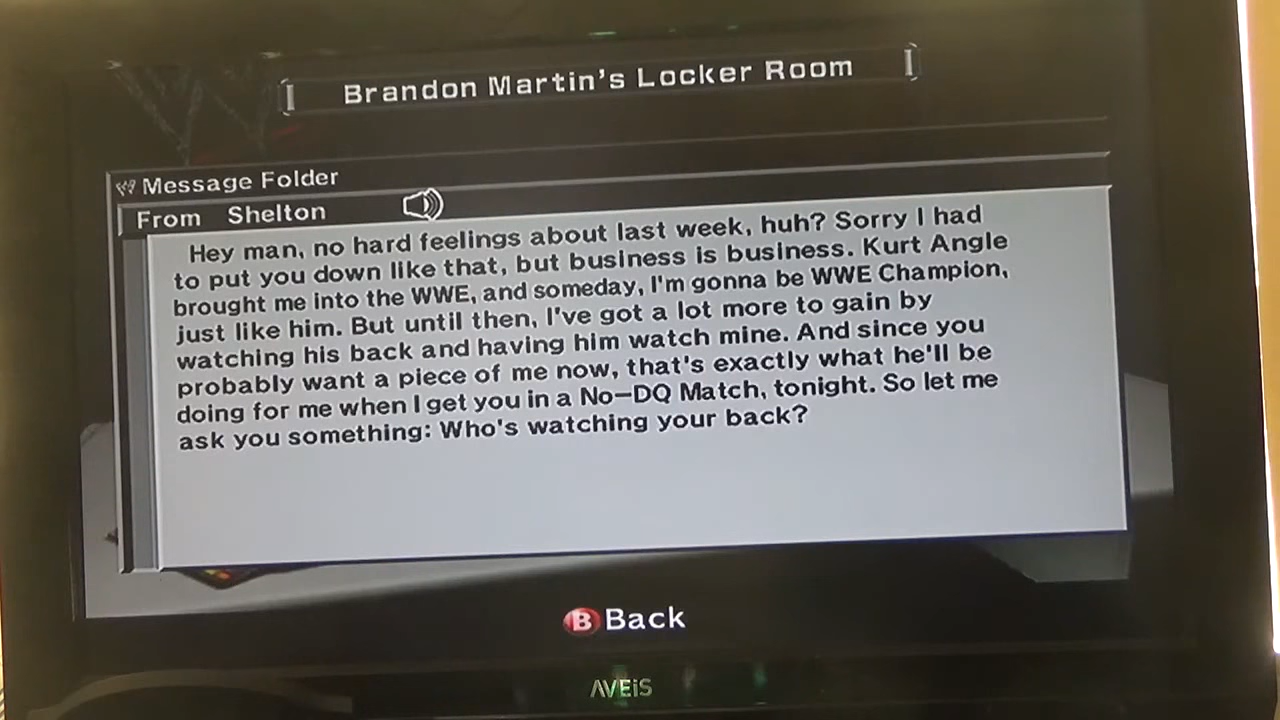 Brandon Martin's Locker Room
Message Folder
From Shelton
Hey man, no hard feelings about last week, huh? Sorry I had
to put you down like that, but business is business. Kurt Angle
brought me into the WWE, and someday, I'm gonna be WWE Champion,
just like him. But until then, I've got a lot more to gain by
watching his back and having him watch mine. And since you
probably want a piece of me now, that's exactly what he'll be
doing for me when I get you in a No-DQ Match, tonight. So let me
ask you something: Who's watching your back?
B Back
AVEiS